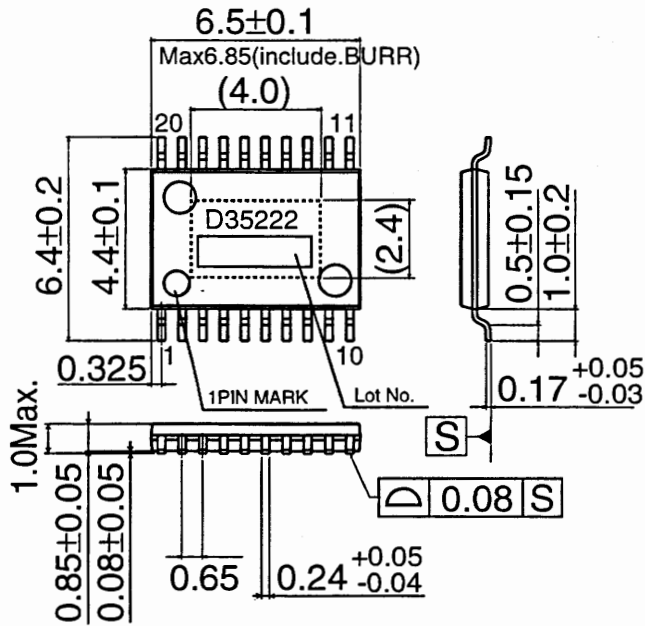 6.5±0.1
Max6.85(include.BURR)
(4.0)
20
11
6.4±0.2
4.4±0.1
D35222
(2.4)
0.5±0.15
1.0±0.2
1
10
0.325
1PIN MARK
Lot No.
0.17 +0.05 -0.03
S
1.0Max.
0.85±0.05
0.08±0.05
0.08 S
0.65
0.24 +0.05 -0.04